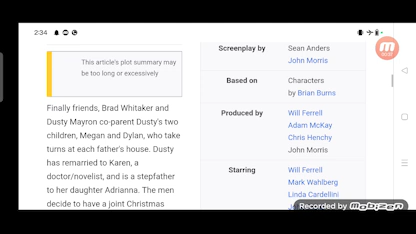 2:34
This article's plot summary may
be too long or excessively
Finally friends, Brad Whitaker and
Dusty Mayron co-parent Dusty's two
children, Megan and Dylan, who take
turns at each father's house. Dusty
has remarried to Karen, a
doctor/novelist, and is a stepfather
to her daughter Adrianna. The men
decide to have a joint Christmas
Screenplay by Sean Anders
John Morris
Based on Characters
by Brian Burns
Produced by Will Ferrell
Adam McKay
Chris Henchy
John Morris
Starring Will Ferrell
Mark Wahlberg
Linda Cardellini
Recorded by Mobizen